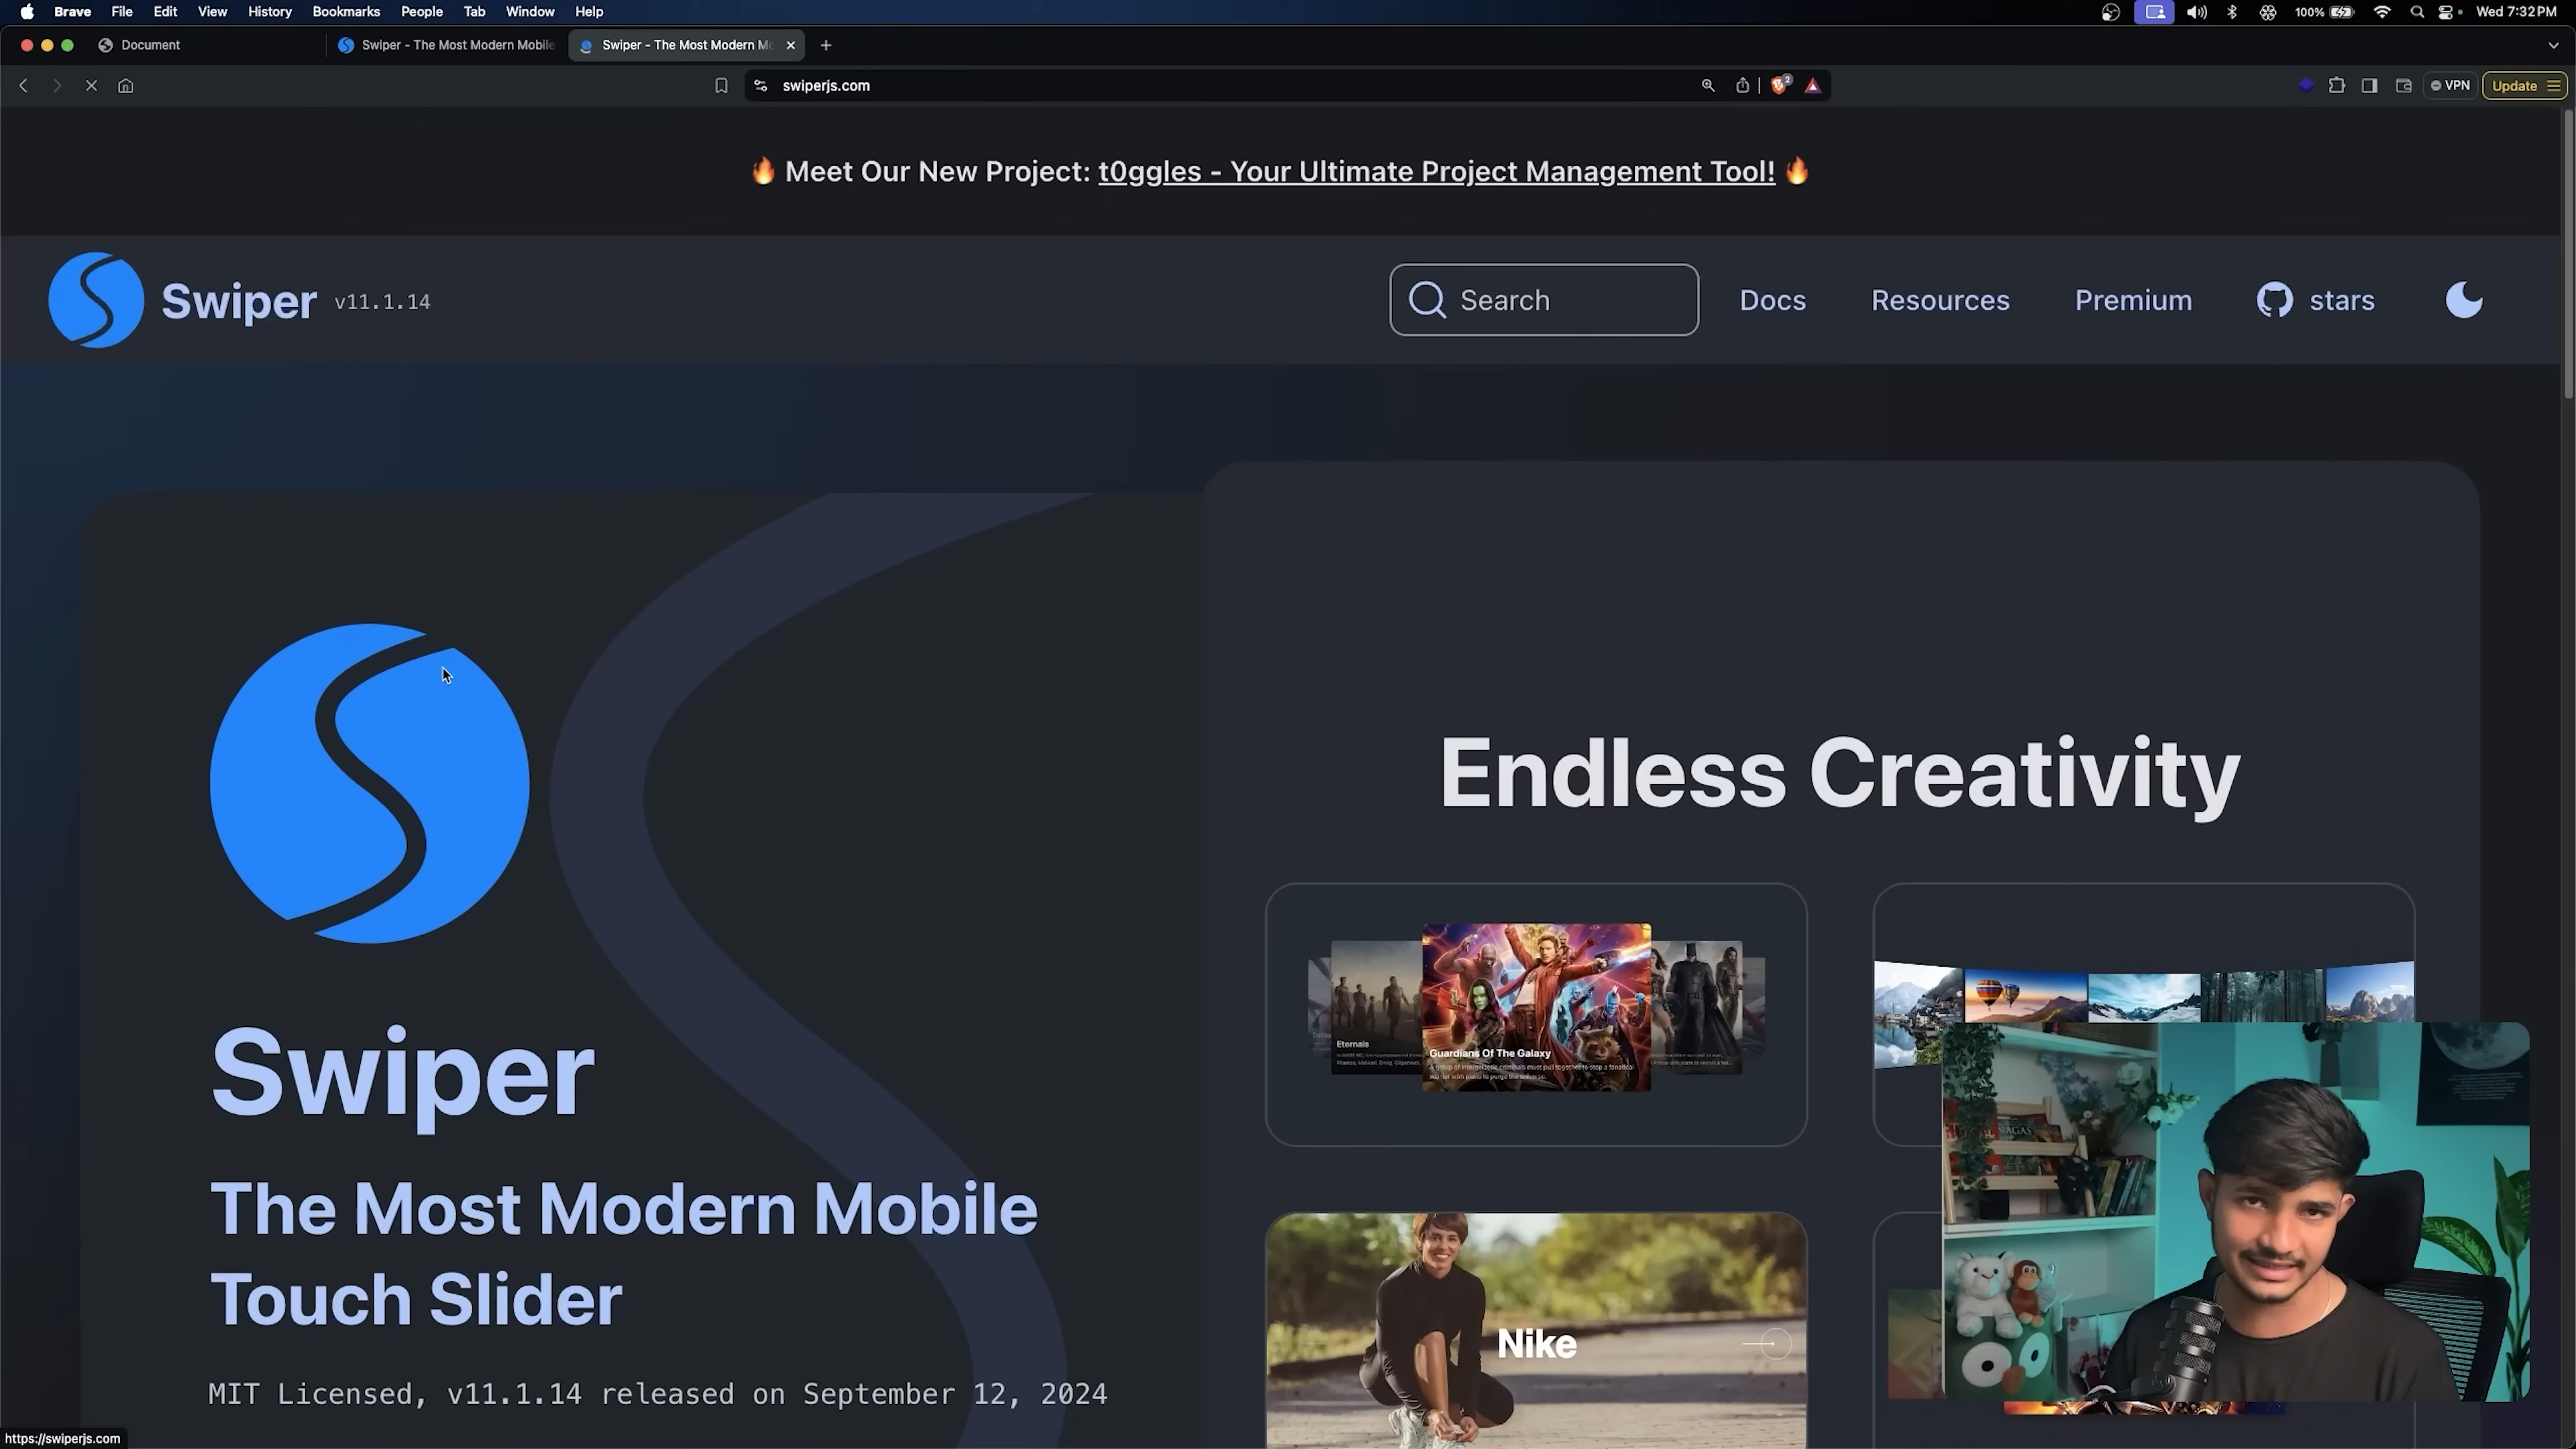 Brave File Edit View History Bookmarks People Tab Window Help 100% Wed 7:32 PM
Document Swiper - The Most Modern Mobile Swiper - The Most Modern Mo
swiperjs.com 2 VPN Update
🔥 Meet Our New Project: t0ggles - Your Ultimate Project Management Tool! 🔥
Swiper v11.1.14 Search Docs Resources Premium stars
Endless Creativity
Eternals
Guardians Of The Galaxy
Swiper
The Most Modern Mobile
Touch Slider
Nike
MIT Licensed, v11.1.14 released on September 12, 2024
https://swiperjs.com